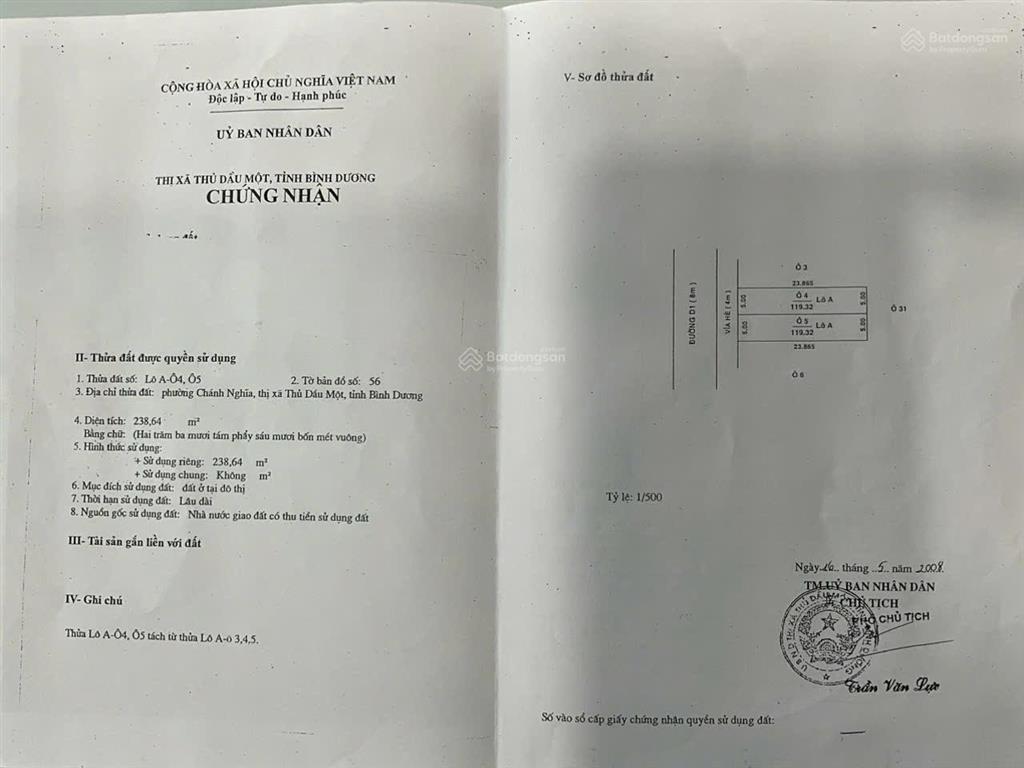 CỘNG HÒA XÃ HỘI CHỦ NGHĨA VIỆT NAM
Độc lập - Tự do - Hạnh phúc
UỶ BAN NHÂN DÂN
THỊ XÃ THỦ DẦU MỘT, TỈNH BÌNH DƯƠNG
CHỨNG NHẬN
II- Thửa đất được quyền sử dụng
1. Thửa đất số: Lô A-Ô4, Ô5 2. Tờ bản đồ số: 56
3. Địa chỉ thửa đất: phường Chánh Nghĩa, thị xã Thủ Dầu Một, tỉnh Bình Dương
4. Diện tích: 238,64 m²
Bằng chữ: (Hai trăm ba mươi tám phẩy sáu mươi bốn mét vuông)
5. Hình thức sử dụng:
+ Sử dụng riêng: 238,64 m²
+ Sử dụng chung: Không m²
6. Mục đích sử dụng đất: đất ở tại đô thị
7. Thời hạn sử dụng đất: Lâu dài
8. Nguồn gốc sử dụng đất: Nhà nước giao đất có thu tiền sử dụng đất
III- Tài sản gắn liền với đất
IV- Ghi chú
Thửa Lô A-Ô4, Ô5 tách từ thửa Lô A-o 3,4,5.
Batdongsan
by PropertyGuru
V- Sơ đồ thửa đất
ĐƯỜNG D1 ( 8m )
VỈA HÈ ( 4m )
Ô 3
23.865
5.00
Ô 4
119.32
Lô A
5.00
Ô 31
5.00
Ô 5
119.32
Lô A
5.00
23.865
Ô 6
Batdongsan
by PropertyGuru
Tỷ lệ: 1/500
Ngày 26 tháng 5 năm 2008
TM.UỶ BAN NHÂN DÂN
CHỦ TỊCH
PHÓ CHỦ TỊCH
Trần Văn Lực
Số vào sổ cấp giấy chứng nhận quyền sử dụng đất: